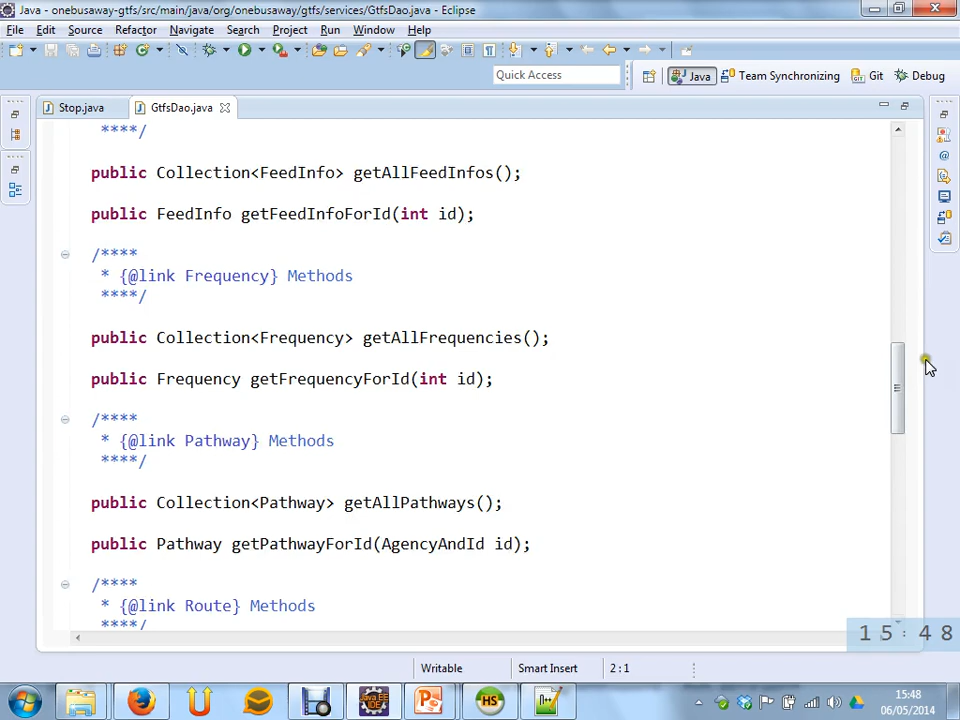 Java - onebusaway-gtfs/src/main/java/org/onebusaway/gtfs/services/GtfsDao.java - Eclipse
File Edit Source Refactor Navigate Search Project Run Window Help
Quick Access
Java Team Synchronizing Git Debug
Stop.java GtfsDao.java
****/
public Collection<FeedInfo> getAllFeedInfos();
public FeedInfo getFeedInfoForId(int id);
/****
* {@link Frequency} Methods
****/
public Collection<Frequency> getAllFrequencies();
public Frequency getFrequencyForId(int id);
/****
* {@link Pathway} Methods
****/
public Collection<Pathway> getAllPathways();
public Pathway getPathwayForId(AgencyAndId id);
/****
* {@link Route} Methods
****/
15:48
Writable Smart Insert 2 : 1
15:48
06/05/2014